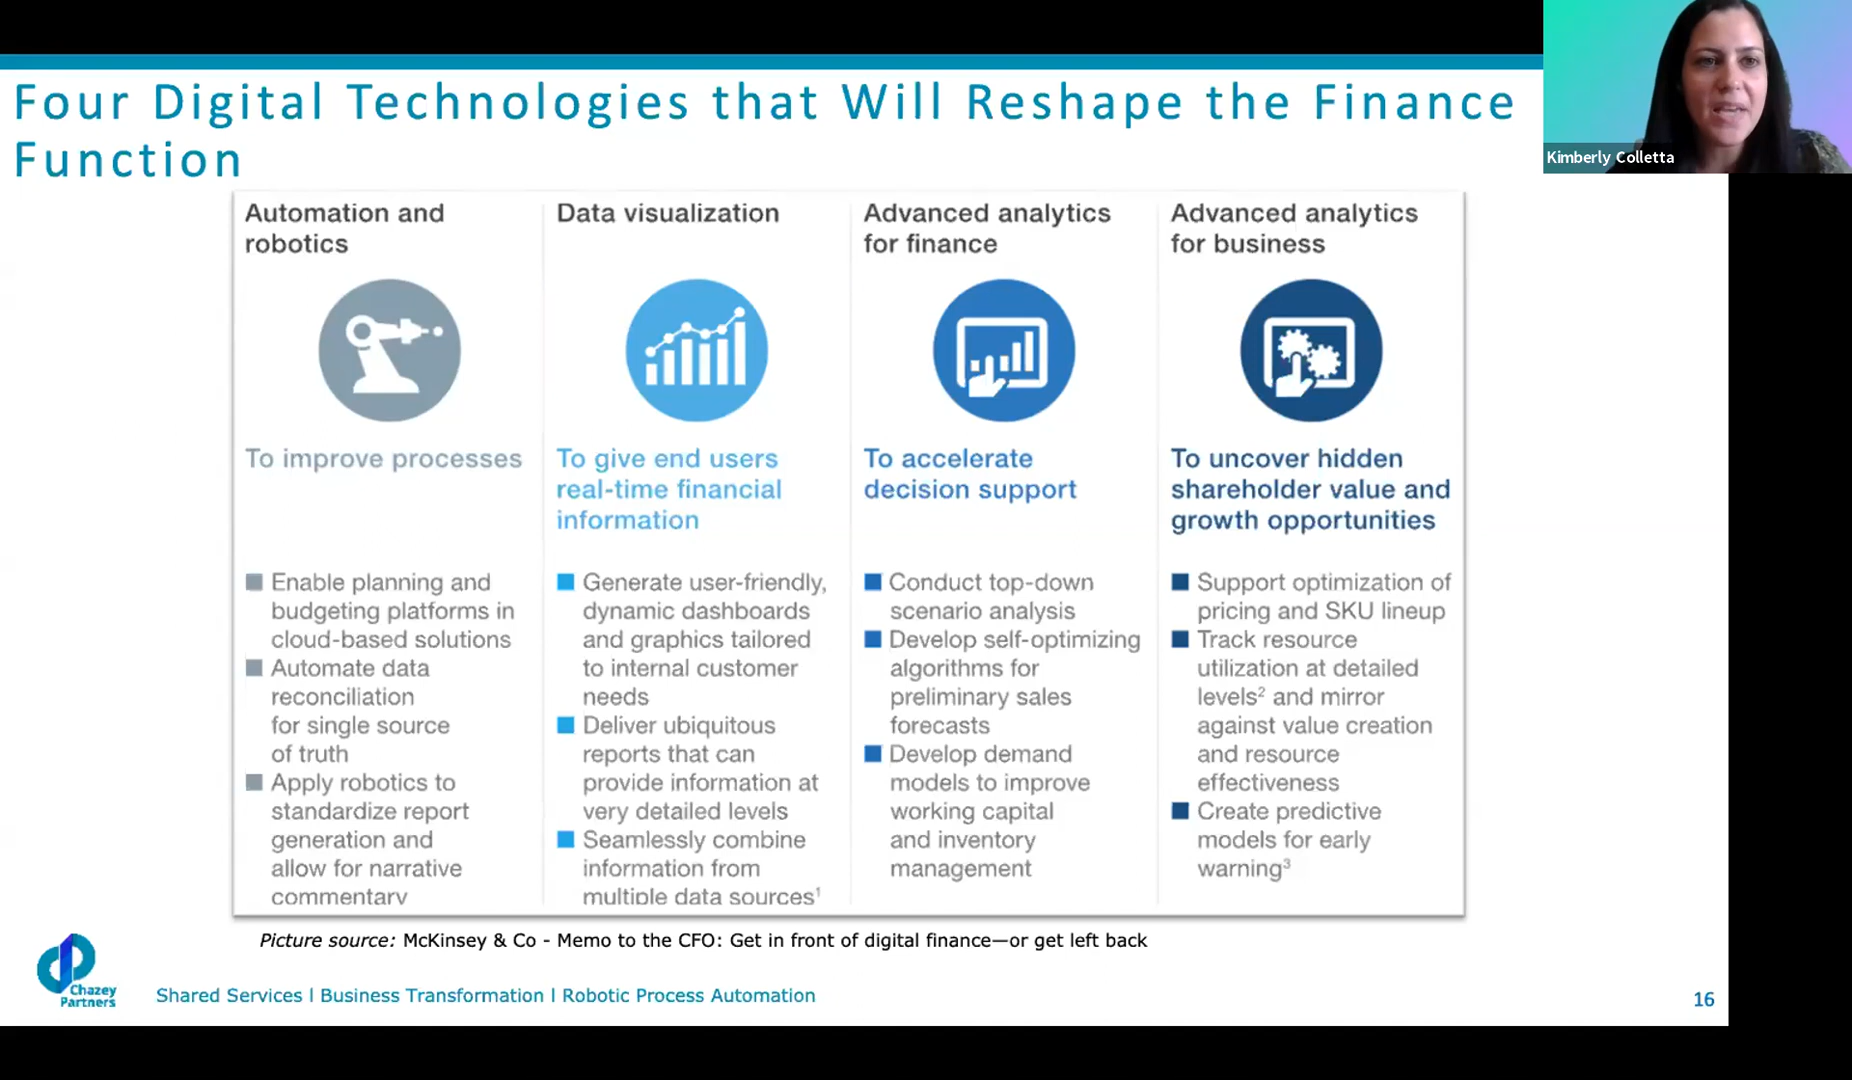 Four Digital Technologies that Will Reshape the Finance
Function
Kimberly Colletta
Automation and
robotics
To improve processes
Enable planning and
budgeting platforms in
cloud-based solutions
Automate data
reconciliation
for single source
of truth
Apply robotics to
standardize report
generation and
allow for narrative
commentary
Data visualization
To give end users
real-time financial
information
Generate user-friendly,
dynamic dashboards
and graphics tailored
to internal customer
needs
Deliver ubiquitous
reports that can
provide information at
very detailed levels
Seamlessly combine
information from
multiple data sources¹
Advanced analytics
for finance
To accelerate
decision support
Conduct top-down
scenario analysis
Develop self-optimizing
algorithms for
preliminary sales
forecasts
Develop demand
models to improve
working capital
and inventory
management
Advanced analytics
for business
To uncover hidden
shareholder value and
growth opportunities
Support optimization of
pricing and SKU lineup
Track resource
utilization at detailed
levels² and mirror
against value creation
and resource
effectiveness
Create predictive
models for early
warning³
Picture source: McKinsey & Co - Memo to the CFO: Get in front of digital finance—or get left back
Chazey
Partners
Shared Services | Business Transformation | Robotic Process Automation
16